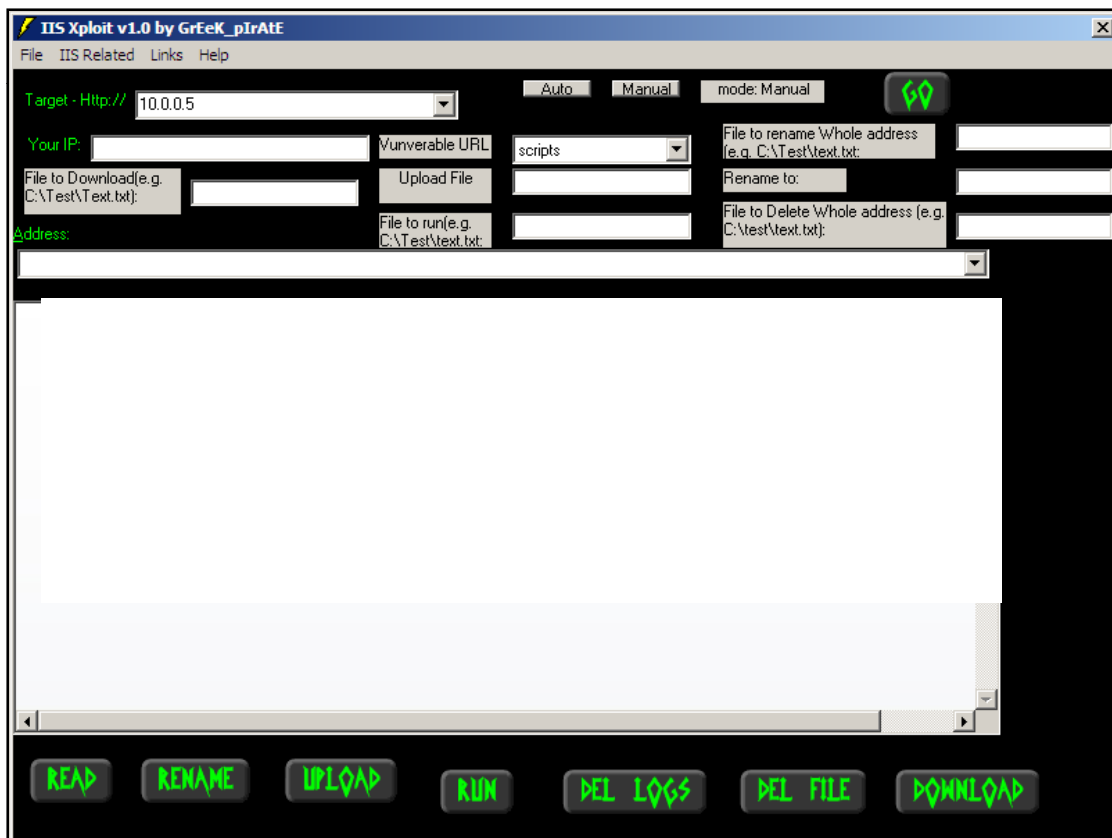 IIS Xploit v1.0 by GrEeK_pIrAtE
File IIS Related Links Help
Target - Http://
10.0.0.5
Auto
Manual
mode: Manual
GO
Your IP:
Vunverable URL
scripts
File to rename Whole address
(e.g. C:\Test\text.txt:
File to Download(e.g.
C:\Test\Text.txt):
Upload File
Rename to:
File to run(e.g.
C:\Test\text.txt:
File to Delete Whole address (e.g.
C:\test\text.txt):
Address:
READ
RENAME
UPLOAD
RUN
DEL LOGS
DEL FILE
DOWNLOAD